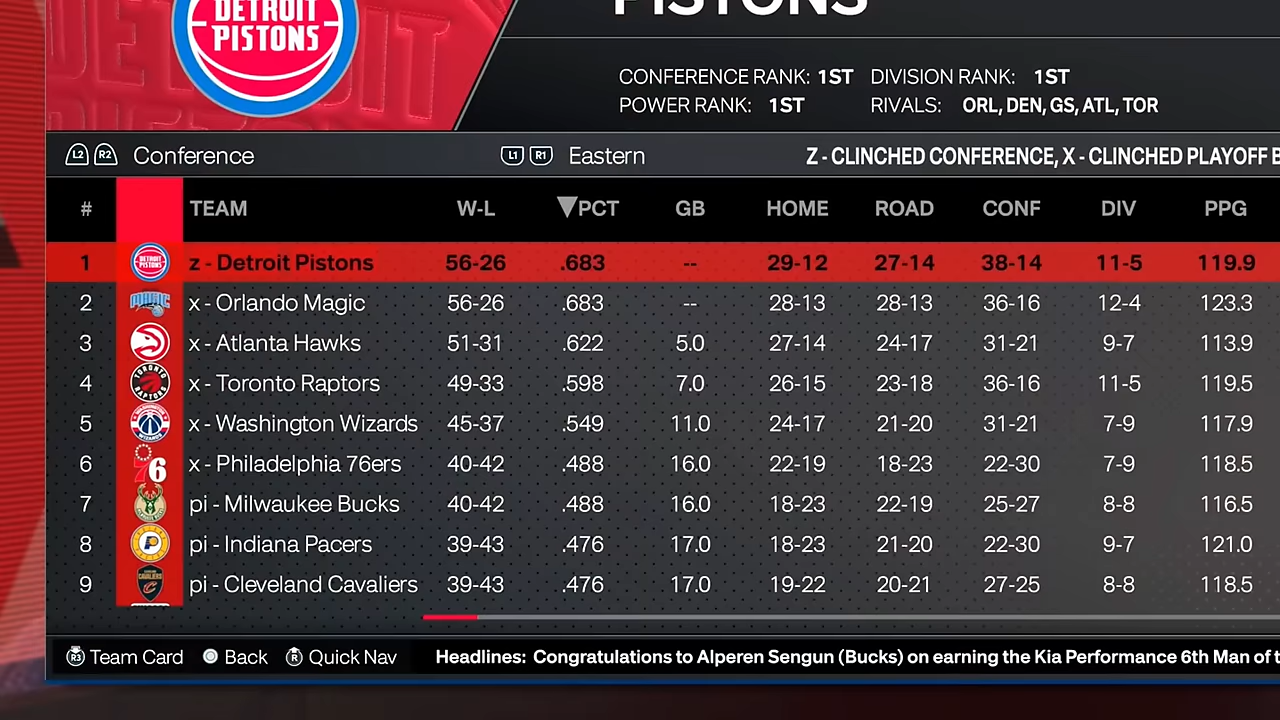 DETROIT
PISTONS
PISTONS
CONFERENCE RANK: 1ST DIVISION RANK: 1ST
POWER RANK: 1ST RIVALS: ORL, DEN, GS, ATL, TOR
L2 R2 Conference L1 R1 Eastern Z - CLINCHED CONFERENCE, X - CLINCHED PLAYOFF B
# TEAM W-L ▼PCT GB HOME ROAD CONF DIV PPG
1 z - Detroit Pistons 56-26 .683 -- 29-12 27-14 38-14 11-5 119.9
2 x - Orlando Magic 56-26 .683 -- 28-13 28-13 36-16 12-4 123.3
3 x - Atlanta Hawks 51-31 .622 5.0 27-14 24-17 31-21 9-7 113.9
4 x - Toronto Raptors 49-33 .598 7.0 26-15 23-18 36-16 11-5 119.5
5 x - Washington Wizards 45-37 .549 11.0 24-17 21-20 31-21 7-9 117.9
6 x - Philadelphia 76ers 40-42 .488 16.0 22-19 18-23 22-30 7-9 118.5
7 pi - Milwaukee Bucks 40-42 .488 16.0 18-23 22-19 25-27 8-8 116.5
8 pi - Indiana Pacers 39-43 .476 17.0 18-23 21-20 22-30 9-7 121.0
9 pi - Cleveland Cavaliers 39-43 .476 17.0 19-22 20-21 27-25 8-8 118.5
R3 Team Card Back R Quick Nav Headlines: Congratulations to Alperen Sengun (Bucks) on earning the Kia Performance 6th Man of t